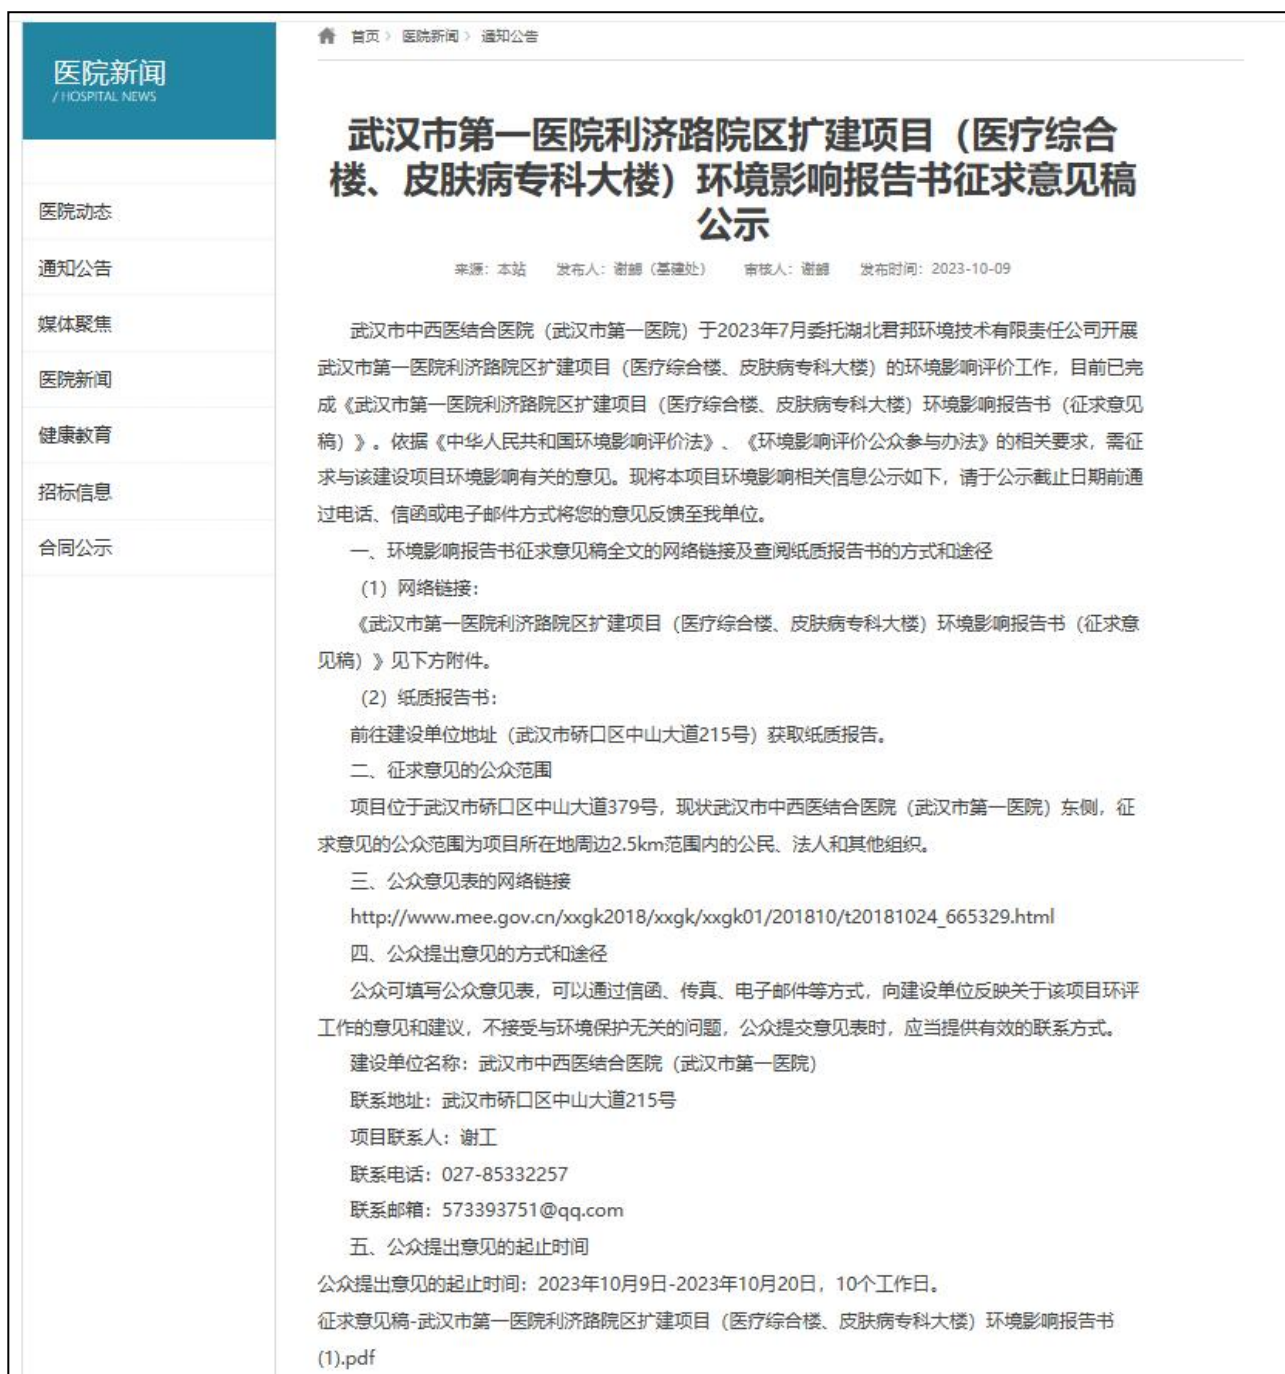 医院新闻
/ HOSPITAL NEWS
医院动态
通知公告
媒体聚焦
医院新闻
健康教育
招标信息
合同公示
首页 > 医院新闻 > 通知公告
武汉市第一医院利济路院区扩建项目（医疗综合
楼、皮肤病专科大楼）环境影响报告书征求意见稿
公示
来源：本站 发布人：谢 （基建处） 审核人：谢 发布时间：2023-10-09
武汉市中西医结合医院（武汉市第一医院）于2023年7月委托湖北君邦环境技术有限责任公司开展
武汉市第一医院利济路院区扩建项目（医疗综合楼、皮肤病专科大楼）的环境影响评价工作，目前已完
成《武汉市第一医院利济路院区扩建项目（医疗综合楼、皮肤病专科大楼）环境影响报告书（征求意见
稿）》。依据《中华人民共和国环境影响评价法》、《环境影响评价公众参与办法》的相关要求，需征
求与该建设项目环境影响有关的意见。现将本项目环境影响相关信息公示如下，请于公示截止日期前通
过电话、信函或电子邮件方式将您的意见反馈至我单位。
一、环境影响报告书征求意见稿全文的网络链接及查阅纸质报告书的方式和途径
（1）网络链接：
《武汉市第一医院利济路院区扩建项目（医疗综合楼、皮肤病专科大楼）环境影响报告书（征求意
见稿）》见下方附件。
（2）纸质报告书：
前往建设单位地址（武汉市硚口区中山大道215号）获取纸质报告。
二、征求意见的公众范围
项目位于武汉市硚口区中山大道379号，现状武汉市中西医结合医院（武汉市第一医院）东侧，征
求意见的公众范围为项目所在地周边2.5km范围内的公民、法人和其他组织。
三、公众意见表的网络链接
http://www.mee.gov.cn/xxgk2018/xxgk/xxgk01/201810/t20181024_665329.html
四、公众提出意见的方式和途径
公众可填写公众意见表，可以通过信函、传真、电子邮件等方式，向建设单位反映关于该项目环评
工作的意见和建议，不接受与环境保护无关的问题，公众提交意见表时，应当提供有效的联系方式。
建设单位名称：武汉市中西医结合医院（武汉市第一医院）
联系地址：武汉市硚口区中山大道215号
项目联系人：谢工
联系电话：027-85332257
联系邮箱：573393751@qq.com
五、公众提出意见的起止时间
公众提出意见的起止时间：2023年10月9日-2023年10月20日，10个工作日。
征求意见稿-武汉市第一医院利济路院区扩建项目（医疗综合楼、皮肤病专科大楼）环境影响报告书
(1).pdf